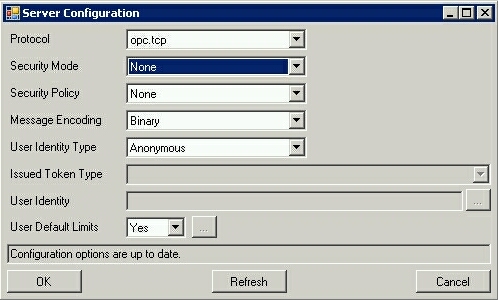 Server Configuration
Protocol opc.tcp
Security Mode None
Security Policy None
Message Encoding Binary
User Identity Type Anonymous
Issued Token Type
User Identity ...
User Default Limits Yes ...
Configuration options are up to date.
OK Refresh Cancel